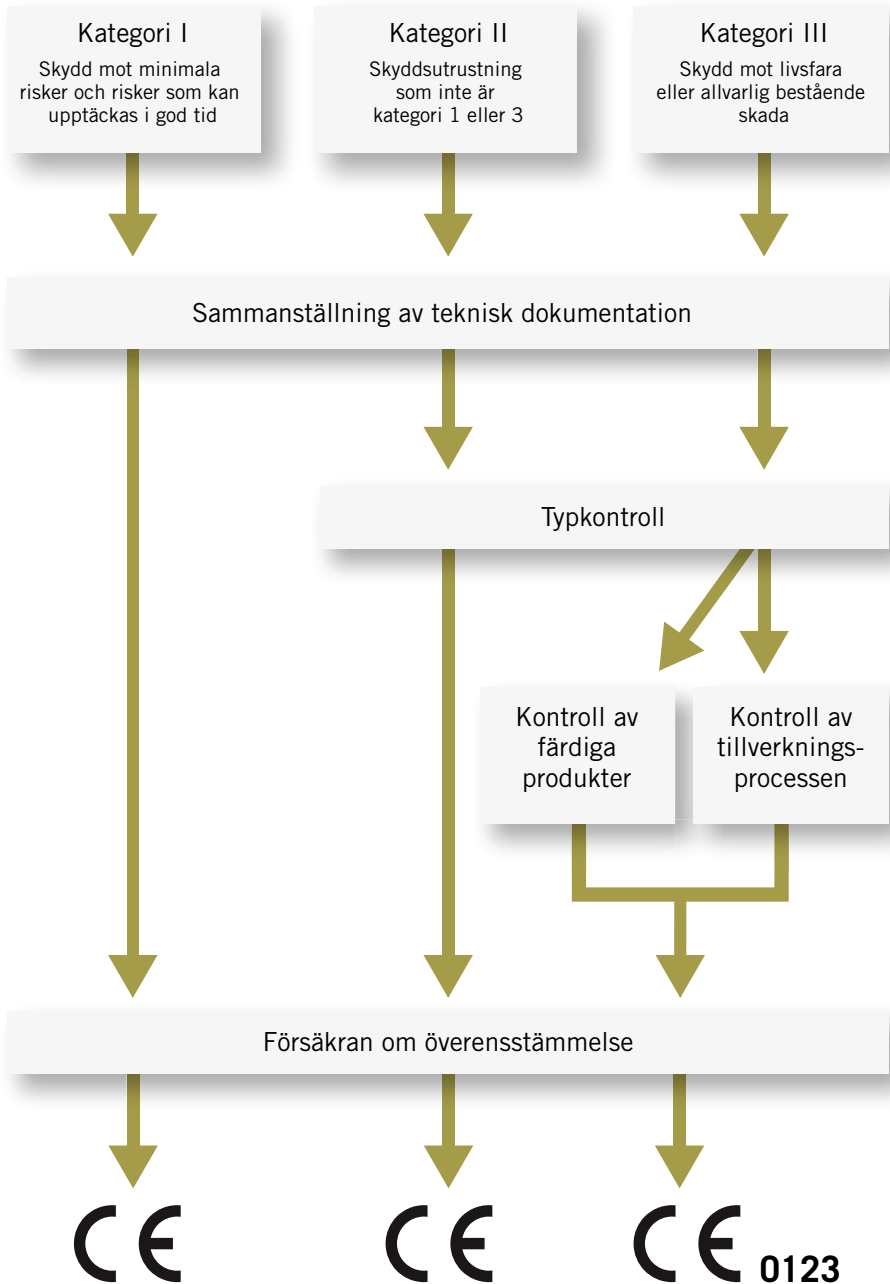 Kategori I
Skydd mot minimala
risker och risker som kan
upptäckas i god tid
Kategori II
Skyddsutrustning
som inte är
kategori 1 eller 3
Kategori III
Skydd mot livsfara
eller allvarlig bestående
skada
Sammanställning av teknisk dokumentation
Typkontroll
Kontroll av
färdiga
produkter
Kontroll av
tillverknings-
processen
Försäkran om överensstämmelse
CE
CE
CE 0123